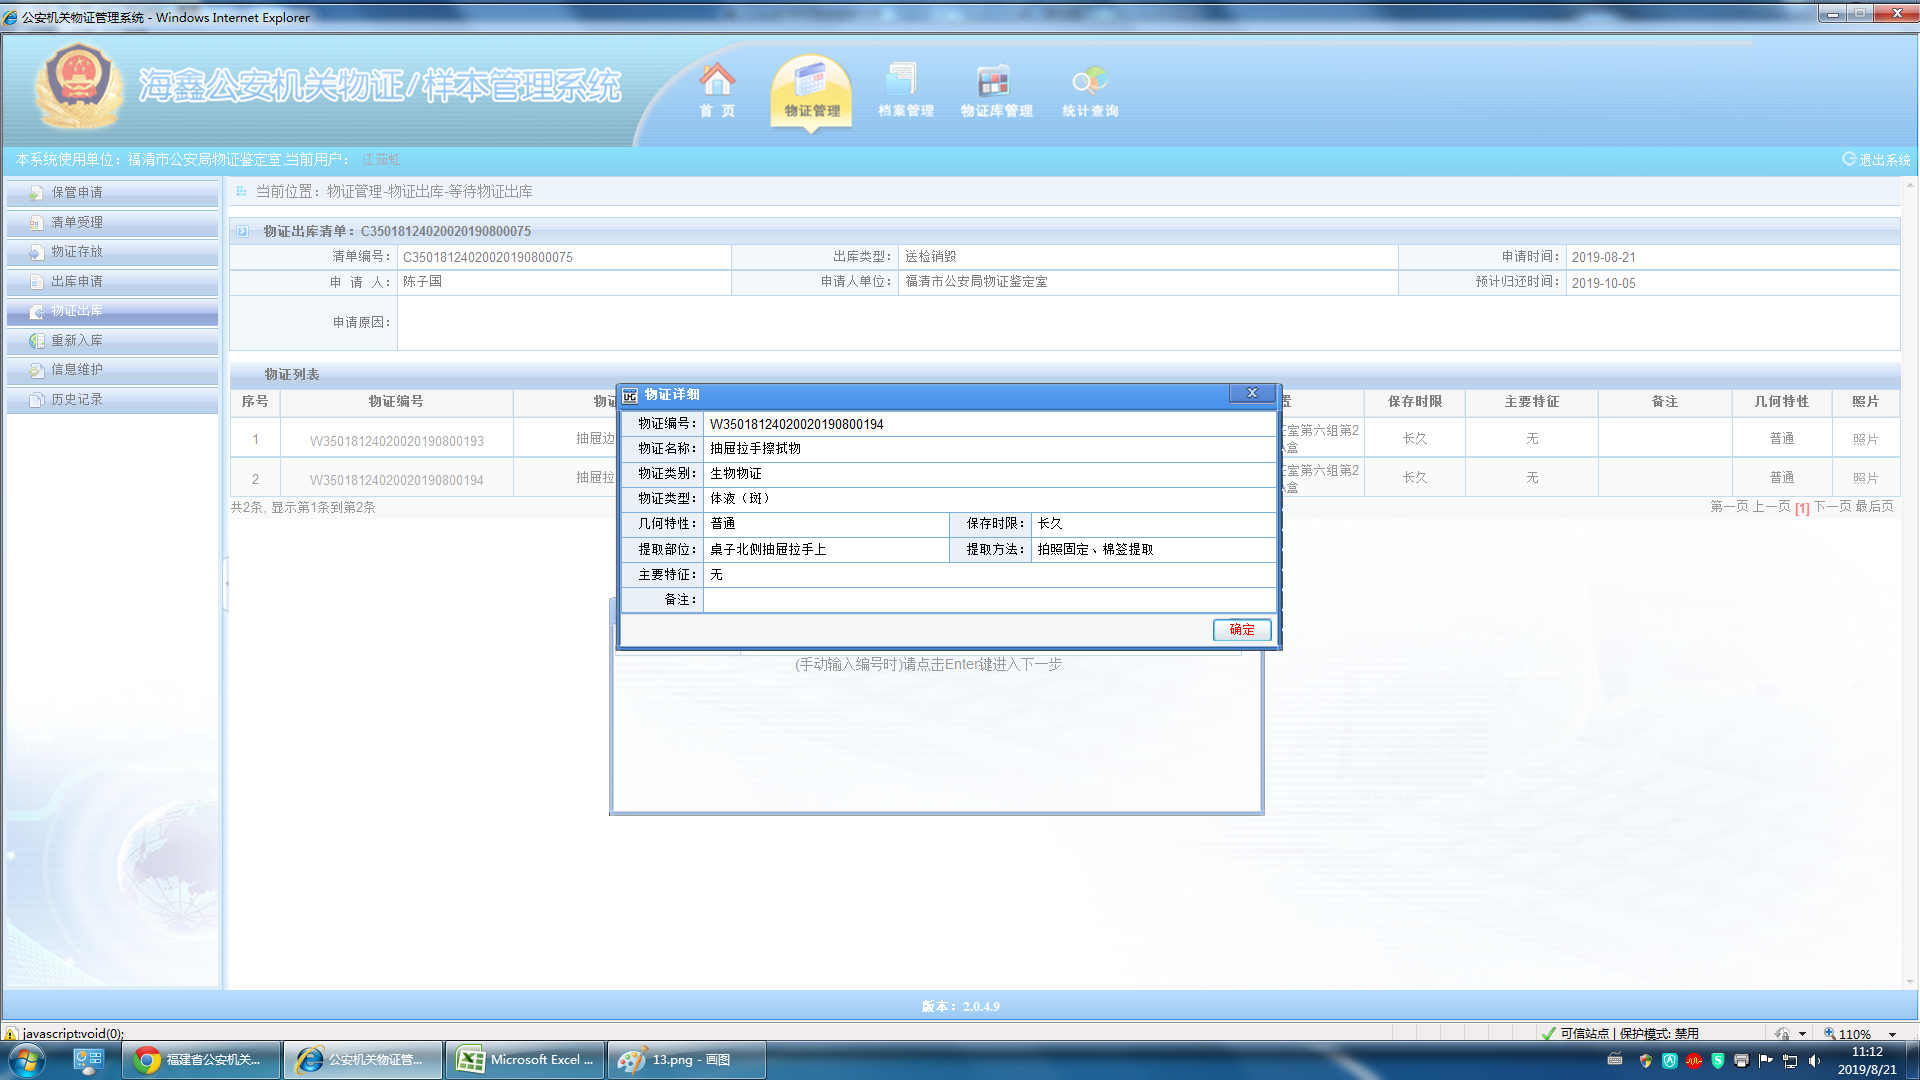 公安机关物证管理系统 - Windows Internet Explorer
海鑫公安机关物证/样本管理系统
首 页
物证管理
档案管理
物证库管理
统计查询
本系统使用单位：福清市公安局物证鉴定室,当前用户： 江茹虹
退出系统
保管申请
清单受理
物证存放
出库申请
物证出库
重新入库
信息维护
历史记录
当前位置：物证管理-物证出库-等待物证出库
物证出库清单：C35018124020020190800075
清单编号： C35018124020020190800075 出库类型： 送检销毁 申请时间： 2019-08-21
申 请 人： 陈子国 申请人单位： 福清市公安局物证鉴定室 预计归还时间： 2019-10-05
申请原因：
物证列表
序号 物证编号 物证 置 保存时限 主要特征 备注 几何特性 照片
1 W35018124020020190800193 抽屉边 室第六组第2 盒 长久 无 普通 照片
2 W35018124020020190800194 抽屉拉 室第六组第2 盒 长久 无 普通 照片
共2条, 显示第1条到第2条
第一页 上一页 [1] 下一页 最后页
物证详细
物证编号： W35018124020020190800194
物证名称： 抽屉拉手擦拭物
物证类别： 生物物证
物证类型： 体液（斑）
几何特性： 普通 保存时限： 长久
提取部位： 桌子北侧抽屉拉手上 提取方法： 拍照固定、棉签提取
主要特征： 无
备注：
确定
(手动输入编号时)请点击Enter键进入下一步
版本：2.0.4.9
javascript:void(0);
可信站点 | 保护模式: 禁用
110%
福建省公安机关...
公安机关物证管...
Microsoft Excel ...
13.png - 画图
11:12
2019/8/21